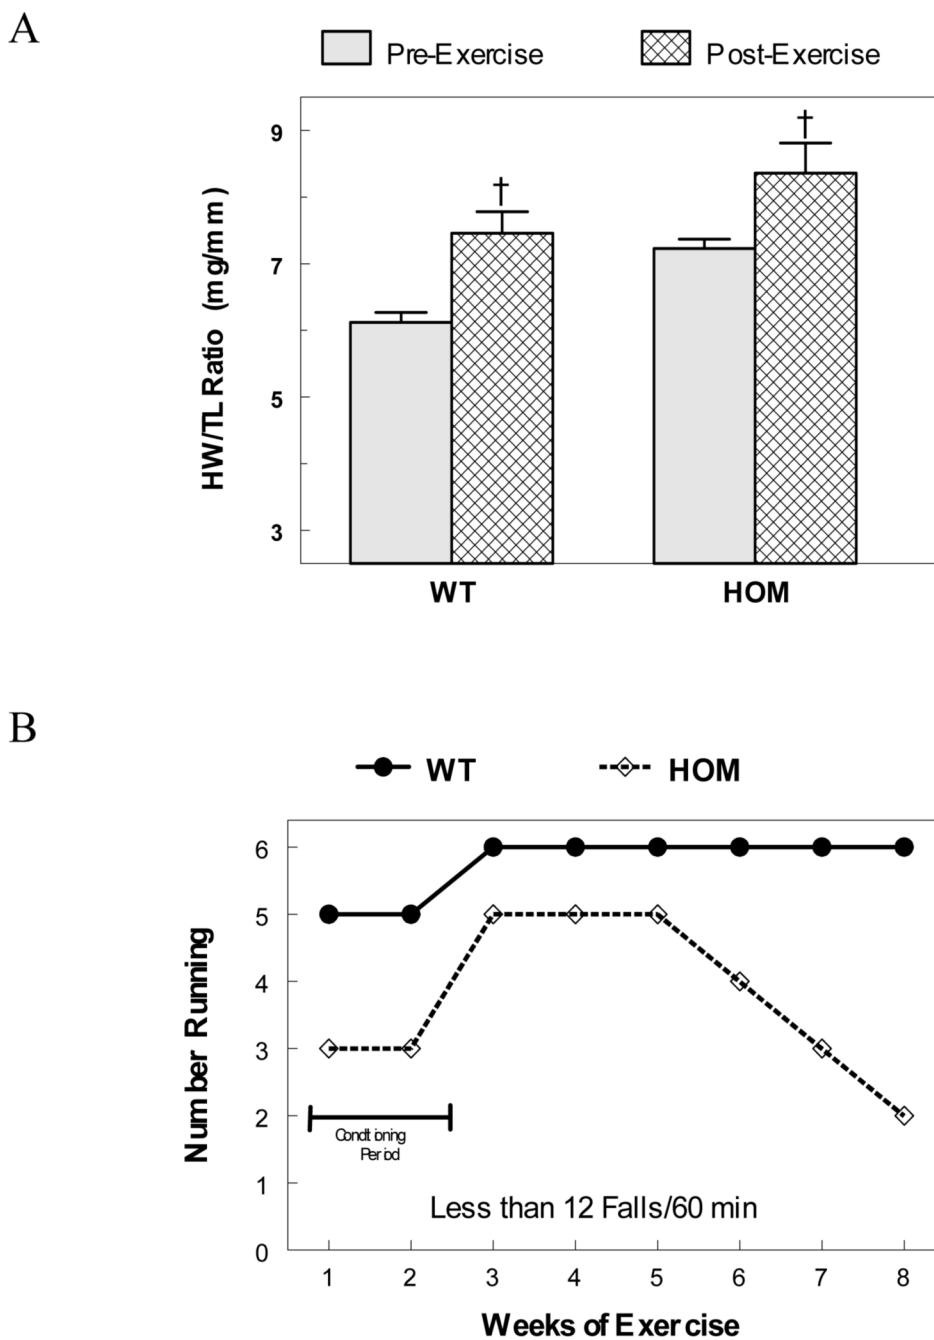 A
Pre-Exercise
Post-Exercise
†
†
9
7
5
3
HW/TL Ratio (mg/mm)
WT
HOM
B
WT
HOM
6
5
4
3
2
1
0
Number Running
Conditioning
Period
Less than 12 Falls/60 min
1 2 3 4 5 6 7 8
Weeks of Exercise